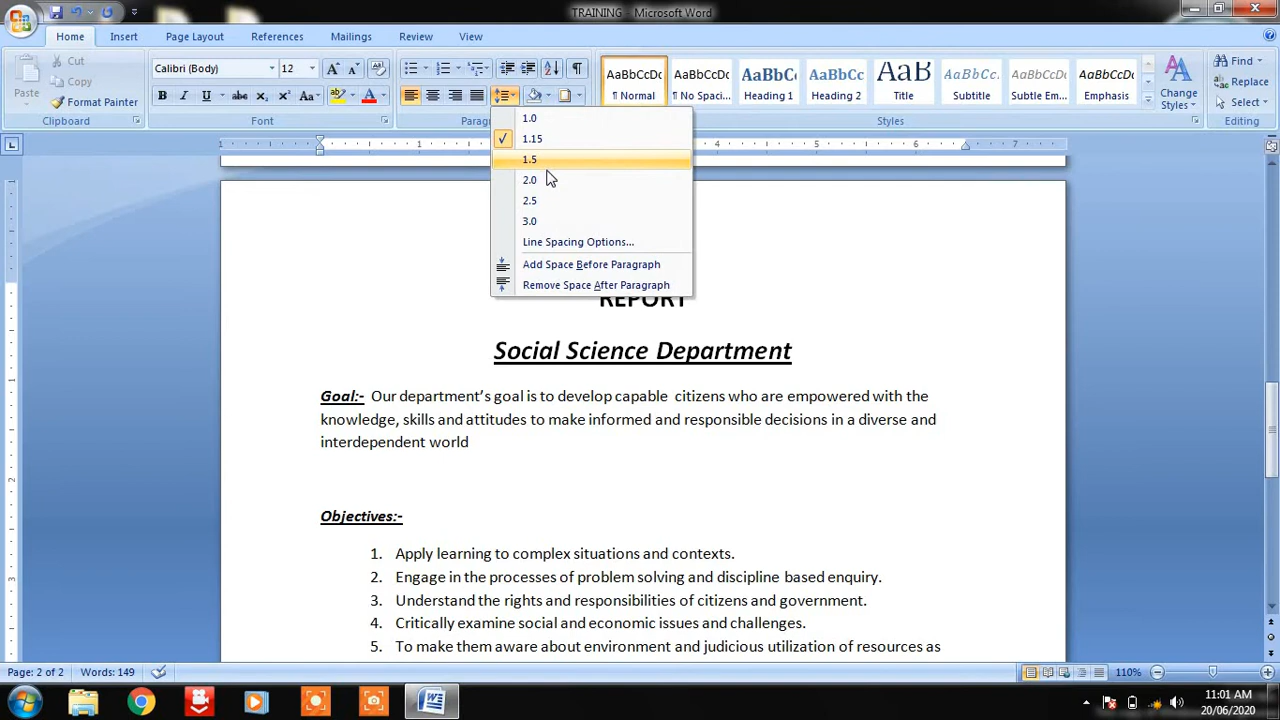 TRAINING - Microsoft Word
Home Insert Page Layout References Mailings Review View
Paste
Cut
Copy
Format Painter
Clipboard
Calibri (Body) 12
B I U abc X₂ X² Aa A
Font
1.0
1.15
1.5
2.0
2.5
3.0
Line Spacing Options...
Add Space Before Paragraph
Remove Space After Paragraph
AaBbCcDc ¶ Normal
AaBbCcDc ¶ No Spaci...
AaBbC( Heading 1
AaBbCc Heading 2
AaB Title
AaBbCc. Subtitle
AaBbCcDc Subtle Em...
AaBbCcDc Emphasis
Change Styles
Styles
Find
Replace
Select
Editing
REPORT
Social Science Department
Goal:- Our department’s goal is to develop capable citizens who are empowered with the
knowledge, skills and attitudes to make informed and responsible decisions in a diverse and
interdependent world
Objectives:-
1. Apply learning to complex situations and contexts.
2. Engage in the processes of problem solving and discipline based enquiry.
3. Understand the rights and responsibilities of citizens and government.
4. Critically examine social and economic issues and challenges.
5. To make them aware about environment and judicious utilization of resources as
Page: 2 of 2 Words: 149 110%
11:01 AM
20/06/2020